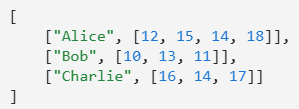 [
    ["Alice", [12, 15, 14, 18]],
    ["Bob", [10, 13, 11]],
    ["Charlie", [16, 14, 17]]
]